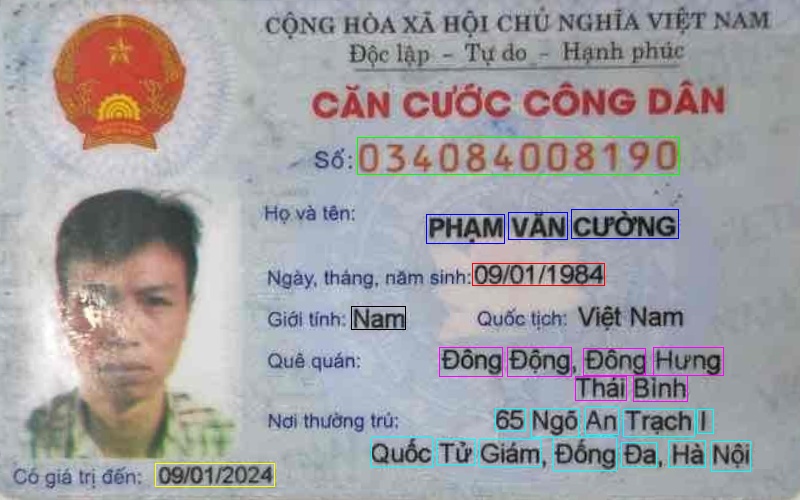 CỘNG HÒA XÃ HỘI CHỦ NGHĨA VIỆT NAM
Độc lập - Tự do - Hạnh phúc
CĂN CƯỚC CÔNG DÂN
Số: 034084008190
Họ và tên: PHẠM VĂN CƯỜNG
Ngày, tháng, năm sinh: 09/01/1984
Giới tính: Nam Quốc tịch: Việt Nam
Quê quán: Đông Động, Đông Hưng
Thái Bình
Nơi thường trú: 65 Ngõ An Trạch I
Quốc Tử Giám, Đống Đa, Hà Nội
Có giá trị đến: 09/01/2024